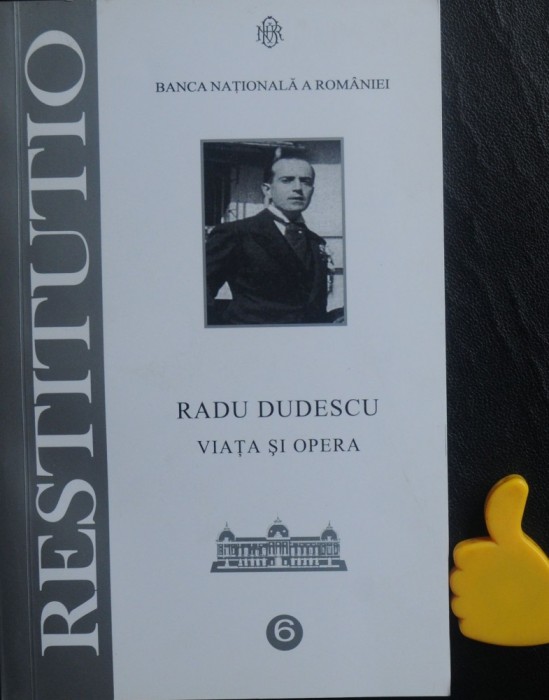 RESTITUTIO
BANCA NAȚIONALĂ A ROMÂNIEI
RADU DUDESCU
VIAȚA ȘI OPERA
6